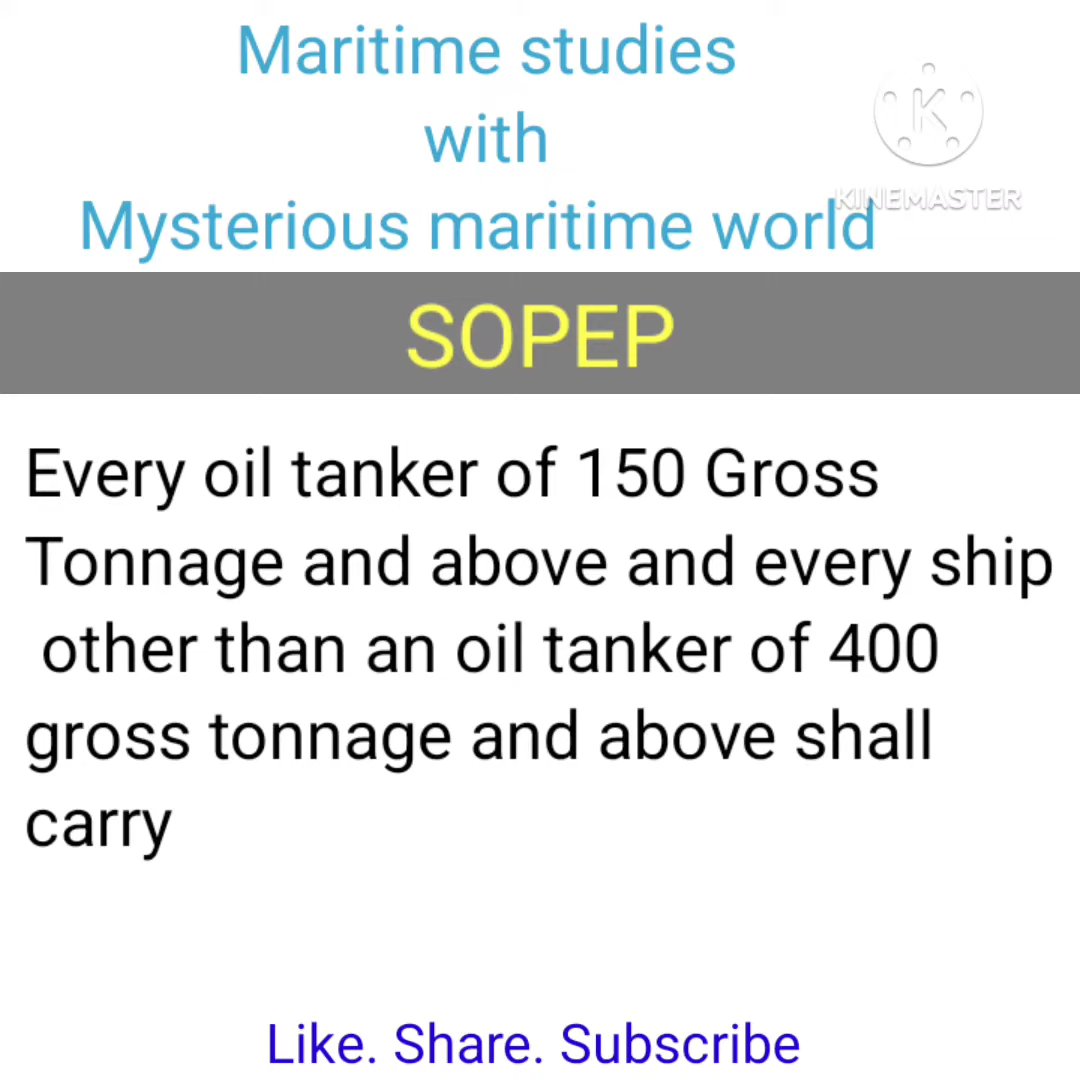 Maritime studies
with
Mysterious maritime world
K
KINEMASTER
SOPEP
Every oil tanker of 150 Gross
Tonnage and above and every ship
other than an oil tanker of 400
gross tonnage and above shall
carry
Like. Share. Subscribe